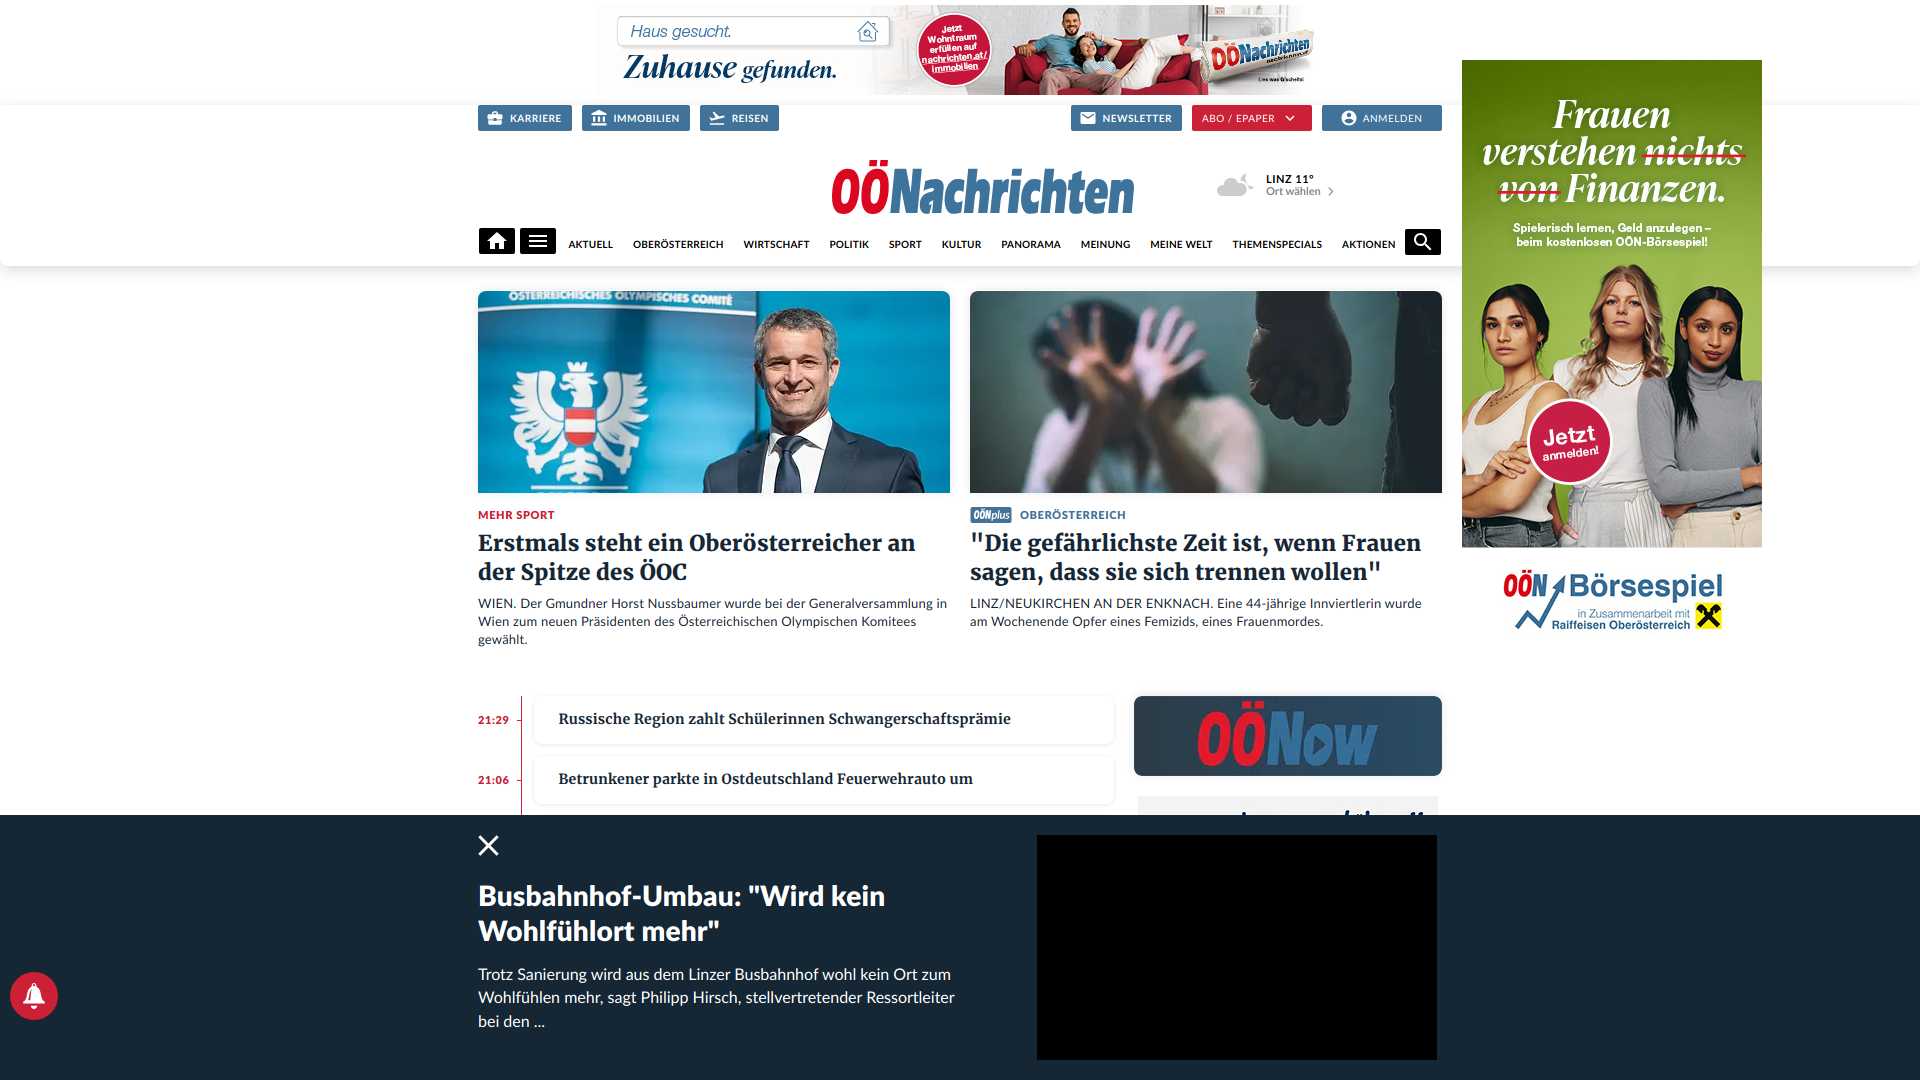 Haus gesucht.
Zuhause gefunden.
Jetzt
Wohntraum
erfüllen auf
nachrichten.at/
immobilien
OÖNachrichten
Lies was G'scheits!
KARRIERE
IMMOBILIEN
REISEN
NEWSLETTER
ABO / EPAPER
ANMELDEN
OÖNachrichten
LINZ 11°
Ort wählen
AKTUELL
OBERÖSTERREICH
WIRTSCHAFT
POLITIK
SPORT
KULTUR
PANORAMA
MEINUNG
MEINE WELT
THEMENSPECIALS
AKTIONEN
Frauen
verstehen nichts
von Finanzen.
Spielerisch lernen, Geld anzulegen –
beim kostenlosen OÖN-Börsespiel!
Jetzt
anmelden!
OÖN Börsespiel
in Zusammenarbeit mit
Raiffeisen Oberösterreich
ÖSTERREICHISCHES OLYMPISCHES COMITÉ
MEHR SPORT
Erstmals steht ein Oberösterreicher an
der Spitze des ÖOC
WIEN. Der Gmundner Horst Nussbaumer wurde bei der Generalversammlung in
Wien zum neuen Präsidenten des Österreichischen Olympischen Komitees
gewählt.
OÖNplus OBERÖSTERREICH
"Die gefährlichste Zeit ist, wenn Frauen
sagen, dass sie sich trennen wollen"
LINZ/NEUKIRCHEN AN DER ENKNACH. Eine 44-jährige Innviertlerin wurde
am Wochenende Opfer eines Femizids, eines Frauenmordes.
21:29 Russische Region zahlt Schülerinnen Schwangerschaftsprämie
21:06 Betrunkener parkte in Ostdeutschland Feuerwehrauto um
OÖNow
Busbahnhof-Umbau: "Wird kein
Wohlfühlort mehr"
Trotz Sanierung wird aus dem Linzer Busbahnhof wohl kein Ort zum
Wohlfühlen mehr, sagt Philipp Hirsch, stellvertretender Ressortleiter
bei den ...